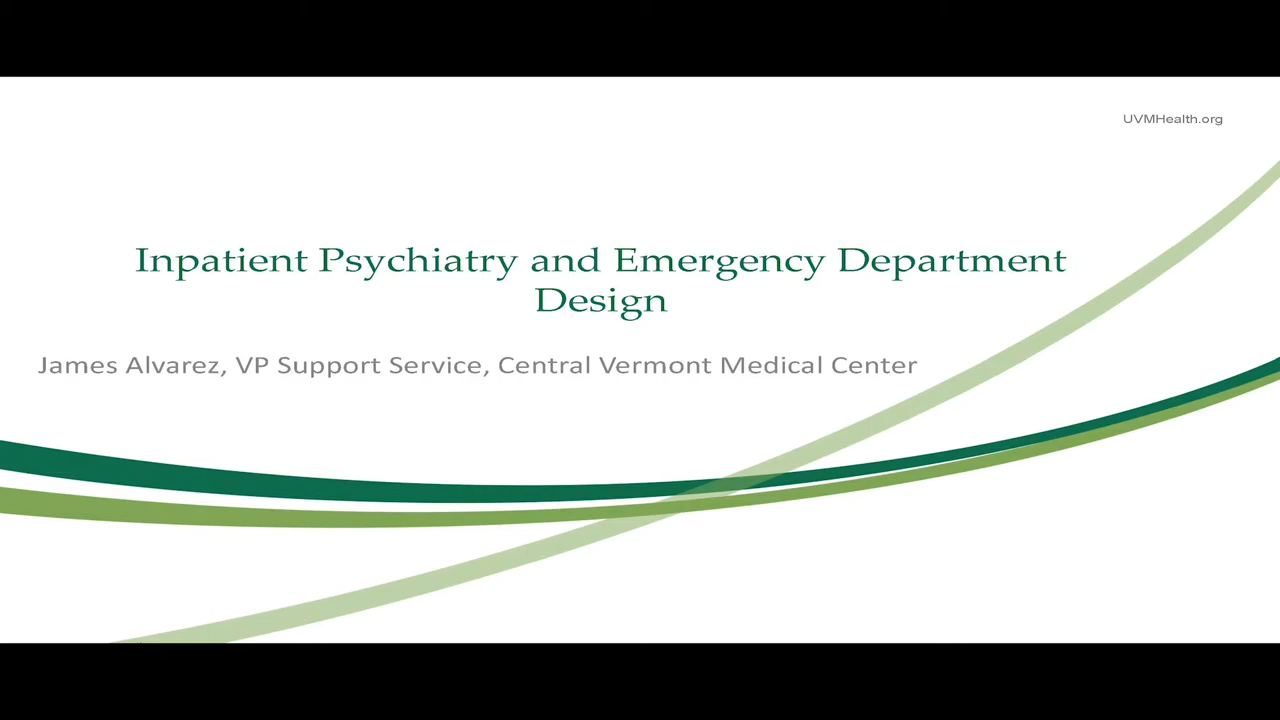 UVMHealth.org
Inpatient Psychiatry and Emergency Department
Design
James Alvarez, VP Support Service, Central Vermont Medical Center